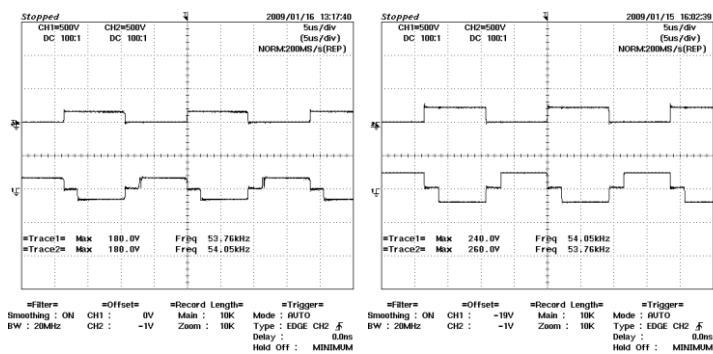 Stopped 2009/01/16 13:17:40
CH1=500V CH2=500V 5us/div
DC 100:1 DC 100:1 (5us/div)
NORM:200MS/s(REP)
=Trace1= Max 180.0V Freq 53.76kHz
=Trace2= Max 180.0V Freq 54.05kHz
=Filter= =Offset= =Record Length= =Trigger=
Smoothing : ON CH1 : 0V Main : 10K Mode : AUTO
BW : 20MHz CH2 : -1V Zoom : 10K Type : EDGE CH2
Delay : 0.0ns
Hold Off : MINIMUM
Stopped 2009/01/15 16:02:39
CH1=500V CH2=500V 5us/div
DC 100:1 DC 100:1 (5us/div)
NORM:200MS/s(REP)
=Trace1= Max 240.0V Freq 54.05kHz
=Trace2= Max 260.0V Freq 53.76kHz
=Filter= =Offset= =Record Length= =Trigger=
Smoothing : ON CH1 : -19V Main : 10K Mode : AUTO
BW : 20MHz CH2 : -1V Zoom : 10K Type : EDGE CH2
Delay : 0.0ns
Hold Off : MINIMUM